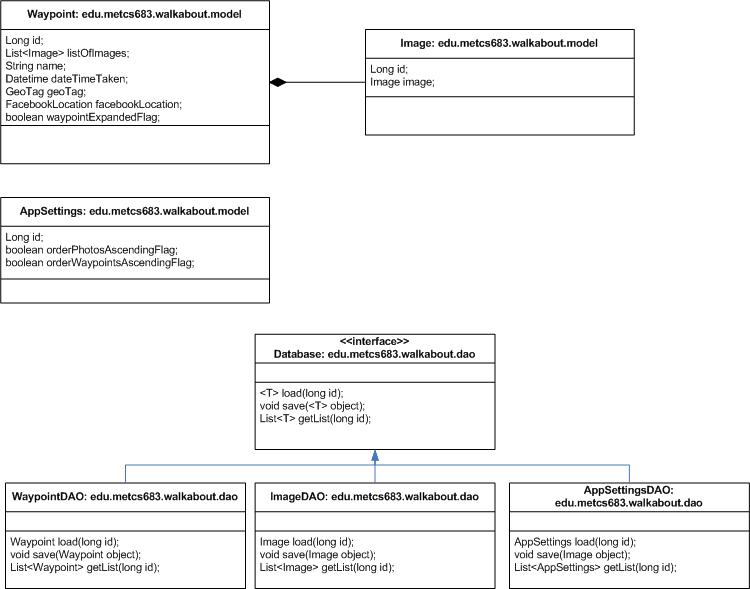 Waypoint: edu.metcs683.walkabout.model
Long id;
List<Image> listOfImages;
String name;
Datetime dateTimeTaken;
GeoTag geoTag;
FacebookLocation facebookLocation;
boolean waypointExpandedFlag;
Image: edu.metcs683.walkabout.model
Long id;
Image image;
AppSettings: edu.metcs683.walkabout.model
Long id;
boolean orderPhotosAscendingFlag;
boolean orderWaypointsAscendingFlag;
<<interface>>
Database: edu.metcs683.walkabout.dao
<T> load(long id);
void save(<T> object);
List<T> getList(long id);
WaypointDAO: edu.metcs683.walkabout.dao
Waypoint load(long id);
void save(Waypoint object);
List<Waypoint> getList(long id);
ImageDAO: edu.metcs683.walkabout.dao
Image load(long id);
void save(Image object);
List<Image> getList(long id);
AppSettingsDAO:
edu.metcs683.walkabout.dao
AppSettings load(long id);
void save(Image object);
List<AppSettings> getList(long id);